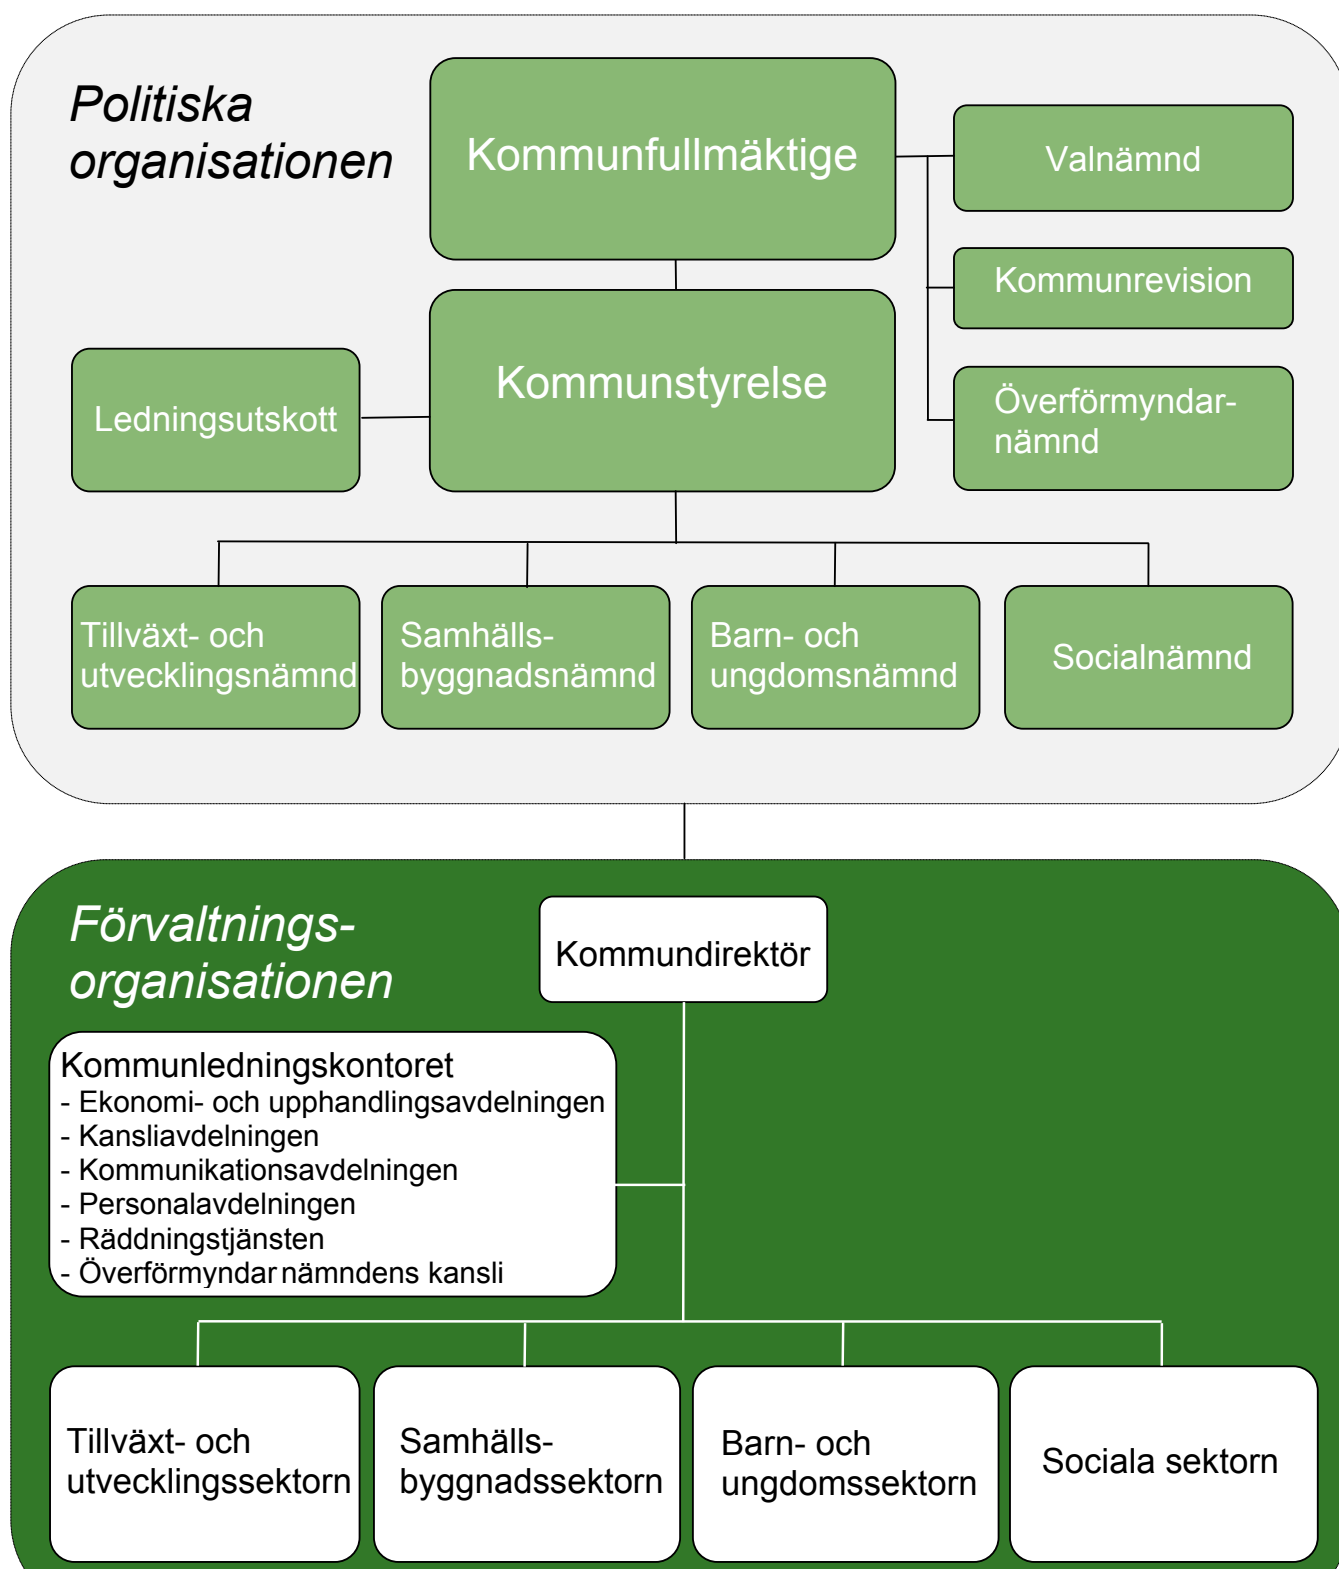 Politiska
organisationen
Kommunfullmäktige
Valnämnd
Kommunrevision
Kommunstyrelse
Ledningsutskott
Överförmyndar-
nämnd
Tillväxt- och
utvecklingsnämnd
Samhälls-
byggnadsnämnd
Barn- och
ungdomsnämnd
Socialnämnd
Förvaltnings-
organisationen
Kommundirektör
Kommunledningskontoret
- Ekonomi- och upphandlingsavdelningen
- Kansliavdelningen
- Kommunikationsavdelningen
- Personalavdelningen
- Räddningstjänsten
- Överförmyndarnämndens kansli
Tillväxt- och
utvecklingssektorn
Samhälls-
byggnadssektorn
Barn- och
ungdomssektorn
Sociala sektorn